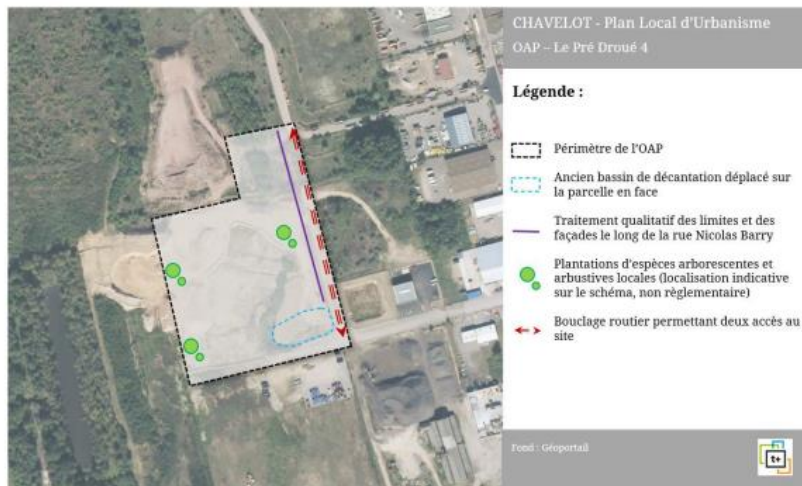 CHAVELOT - Plan Local d'Urbanisme
OAP – Le Pré Droué 4
Légende :
Périmètre de l'OAP
Ancien bassin de décantation déplacé sur
la parcelle en face
Traitement qualitatif des limites et des
façades le long de la rue Nicolas Barry
Plantations d'espèces arborescentes et
arbustives locales (localisation indicative
sur le schéma, non règlementaire)
Bouclage routier permettant deux accès au
site
Fond : Géoportail
t+